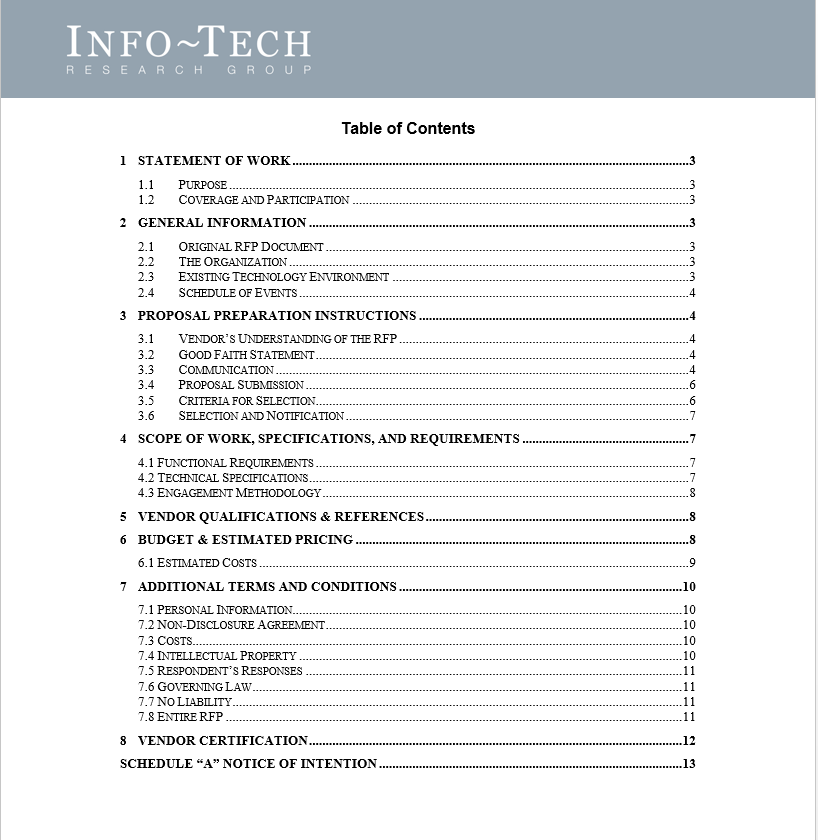 INFO~TECH
RESEARCH GROUP
Table of Contents
1 STATEMENT OF WORK 3
1.1 PURPOSE 3
1.2 COVERAGE AND PARTICIPATION 3
2 GENERAL INFORMATION 3
2.1 ORIGINAL RFP DOCUMENT 3
2.2 THE ORGANIZATION 3
2.3 EXISTING TECHNOLOGY ENVIRONMENT 3
2.4 SCHEDULE OF EVENTS 4
3 PROPOSAL PREPARATION INSTRUCTIONS 4
3.1 VENDOR’S UNDERSTANDING OF THE RFP 4
3.2 GOOD FAITH STATEMENT 4
3.3 COMMUNICATION 4
3.4 PROPOSAL SUBMISSION 6
3.5 CRITERIA FOR SELECTION 6
3.6 SELECTION AND NOTIFICATION 7
4 SCOPE OF WORK, SPECIFICATIONS, AND REQUIREMENTS 7
4.1 FUNCTIONAL REQUIREMENTS 7
4.2 TECHNICAL SPECIFICATIONS 7
4.3 ENGAGEMENT METHODOLOGY 8
5 VENDOR QUALIFICATIONS & REFERENCES 8
6 BUDGET & ESTIMATED PRICING 8
6.1 ESTIMATED COSTS 9
7 ADDITIONAL TERMS AND CONDITIONS 10
7.1 PERSONAL INFORMATION 10
7.2 NON-DISCLOSURE AGREEMENT 10
7.3 COSTS 10
7.4 INTELLECTUAL PROPERTY 10
7.5 RESPONDENT’S RESPONSES 11
7.6 GOVERNING LAW 11
7.7 NO LIABILITY 11
7.8 ENTIRE RFP 11
8 VENDOR CERTIFICATION 12
SCHEDULE “A” NOTICE OF INTENTION 13